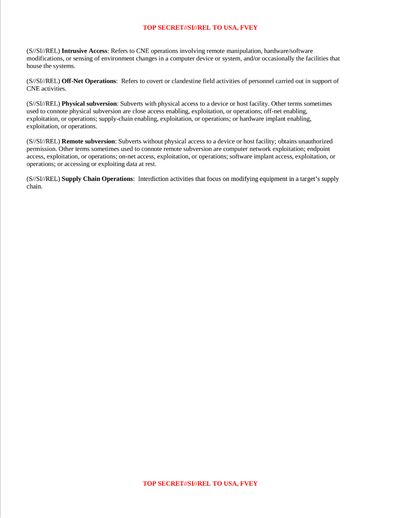 TOP SECRET//SI//REL TO USA, FVEY
(S//SI//REL) Intrusive Access: Refers to CNE operations involving remote manipulation, hardware/software
modifications, or sensing of environment changes in a computer device or system, and/or occasionally the facilities that
house the systems.
(S//SI//REL) Off-Net Operations: Refers to covert or clandestine field activities of personnel carried out in support of
CNE activities.
(S//SI//REL) Physical subversion: Subverts with physical access to a device or host facility. Other terms sometimes
used to connote physical subversion are close access enabling, exploitation, or operations; off-net enabling,
exploitation, or operations; supply-chain enabling, exploitation, or operations; or hardware implant enabling,
exploitation, or operations.
(S//SI//REL) Remote subversion: Subverts without physical access to a device or host facility; obtains unauthorized
permission. Other terms sometimes used to connote remote subversion are computer network exploitation; endpoint
access, exploitation, or operations; on-net access, exploitation, or operations; software implant access, exploitation, or
operations; or accessing or exploiting data at rest.
(S//SI//REL) Supply Chain Operations: Interdiction activities that focus on modifying equipment in a target's supply
chain.
TOP SECRET//SI//REL TO USA, FVEY